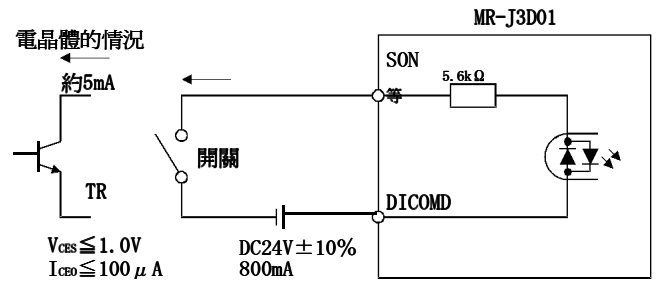 MR-J3D01
電晶體的情況
約5mA
SON
等
5.6kΩ
開關
TR
DICOMD
VCES≦1.0V
ICEO≦100μA
DC24V±10%
800mA